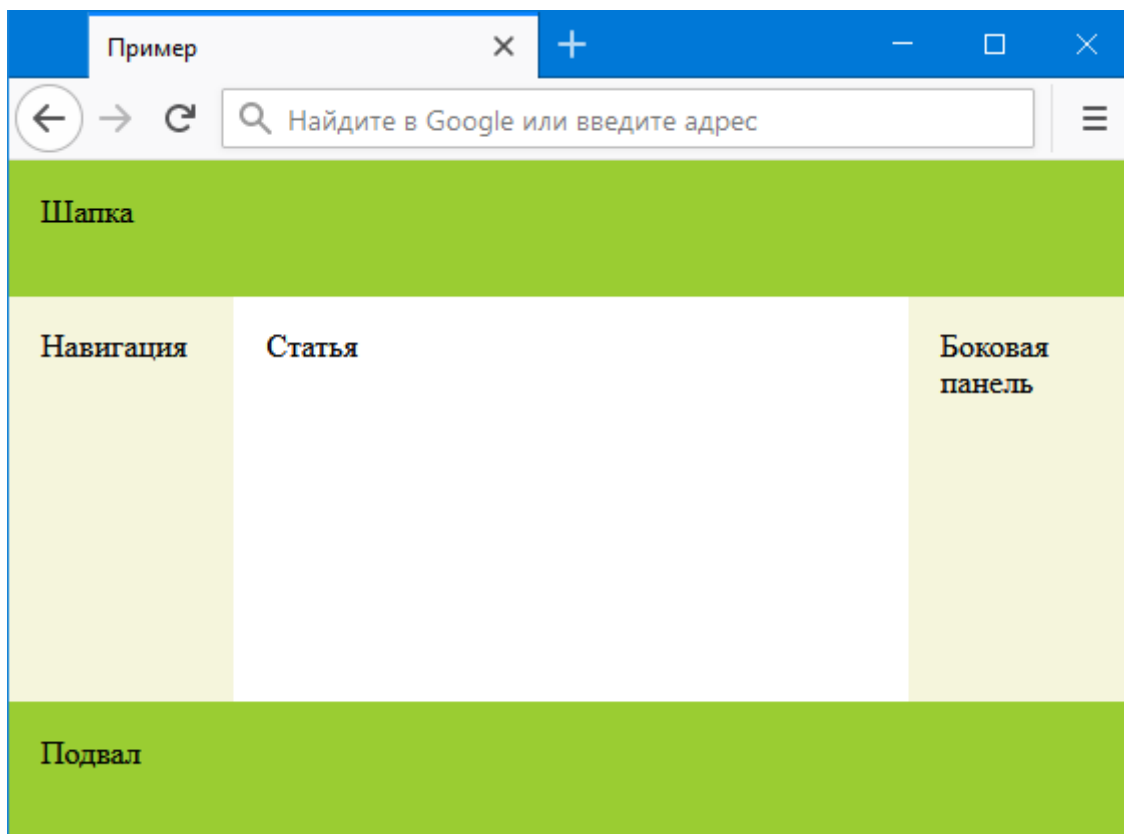 Пример
Найдите в Google или введите адрес
Шапка
Навигация
Статья
Боковая
панель
Подвал